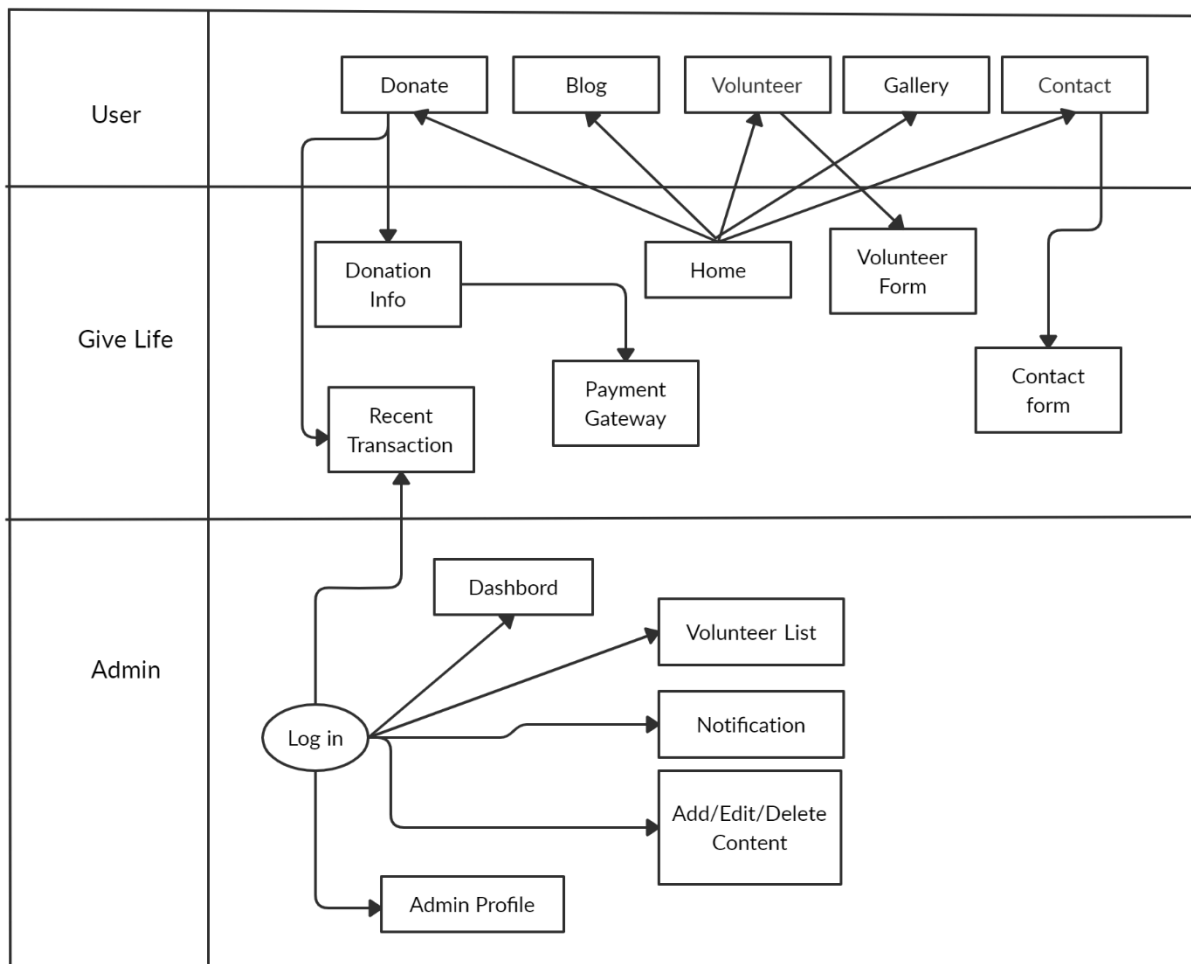 User
Donate
Blog
Volunteer
Gallery
Contact
Give Life
Donation
Info
Home
Volunteer
Form
Payment
Gateway
Contact
form
Recent
Transaction
Admin
Dashbord
Volunteer List
Log in
Notification
Add/Edit/Delete
Content
Admin Profile